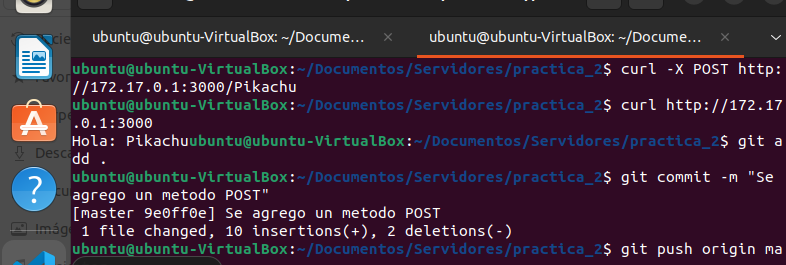 ubuntu@ubuntu-VirtualBox: ~/Docume...
ubuntu@ubuntu-VirtualBox: ~/Docume...
ubuntu@ubuntu-VirtualBox:~/Documentos/Servidores/practica_2$ curl -X POST http:
//172.17.0.1:3000/Pikachu
ubuntu@ubuntu-VirtualBox:~/Documentos/Servidores/practica_2$ curl http://172.17
.0.1:3000
Hola: Pikachuubuntu@ubuntu-VirtualBox:~/Documentos/Servidores/practica_2$ git a
dd .
ubuntu@ubuntu-VirtualBox:~/Documentos/Servidores/practica_2$ git commit -m "Se
agrego un metodo POST"
[master 9e0ff0e] Se agrego un metodo POST
1 file changed, 10 insertions(+), 2 deletions(-)
ubuntu@ubuntu-VirtualBox:~/Documentos/Servidores/practica_2$ git push origin ma